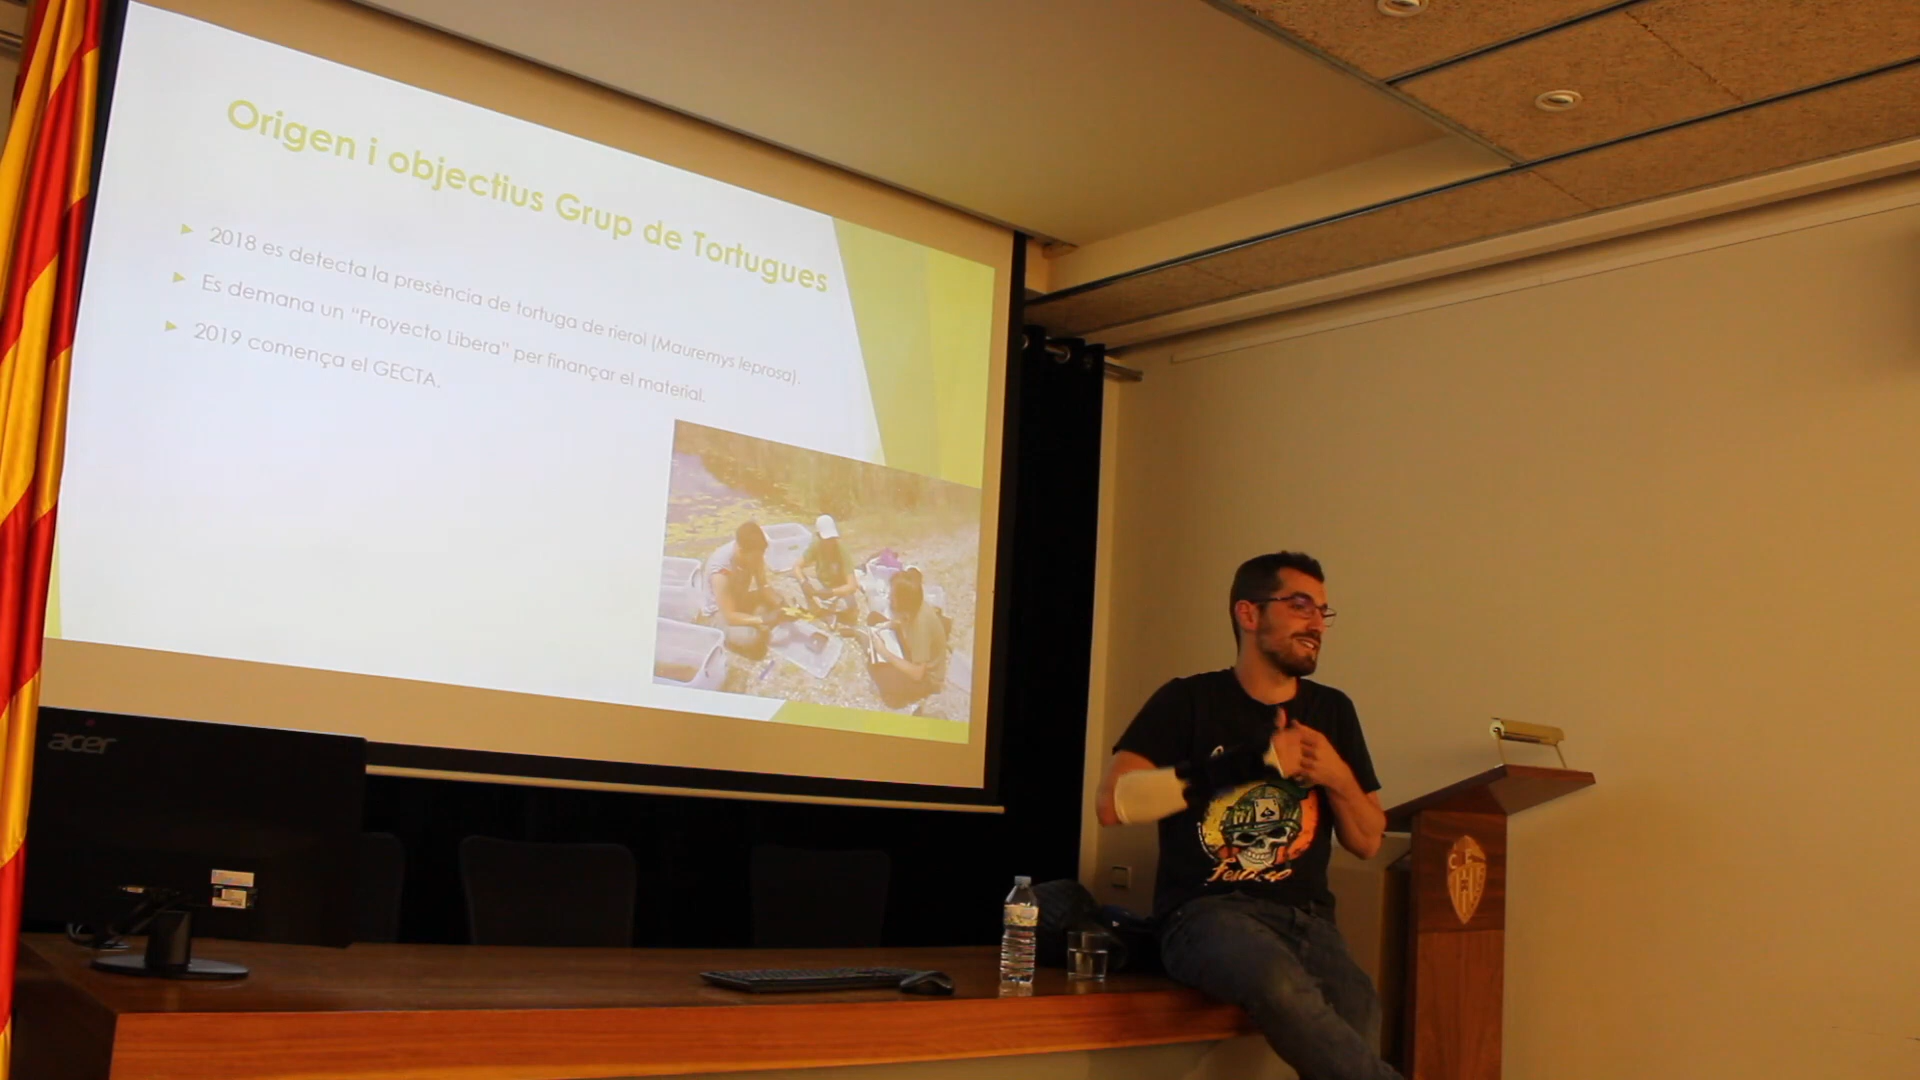 Origen i objectius Grup de Tortugues
2018 es detecta la presència de tortuga de rierol (Mauremys leprosa).
Es demana un “Proyecto Libera” per finançar el material.
2019 comença el GECTA.
acer